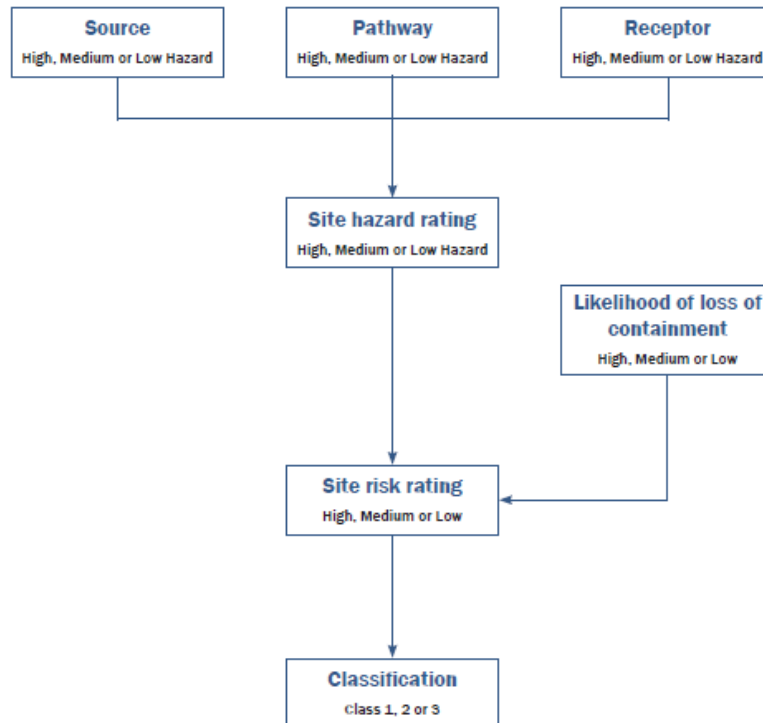 Source
High, Medium or Low Hazard
Pathway
High, Medium or Low Hazard
Receptor
High, Medium or Low Hazard
Site hazard rating
High, Medium or Low Hazard
Likelihood of loss of
containment
High, Medium or Low
Site risk rating
High, Medium or Low
Classification
Class 1, 2 or 3